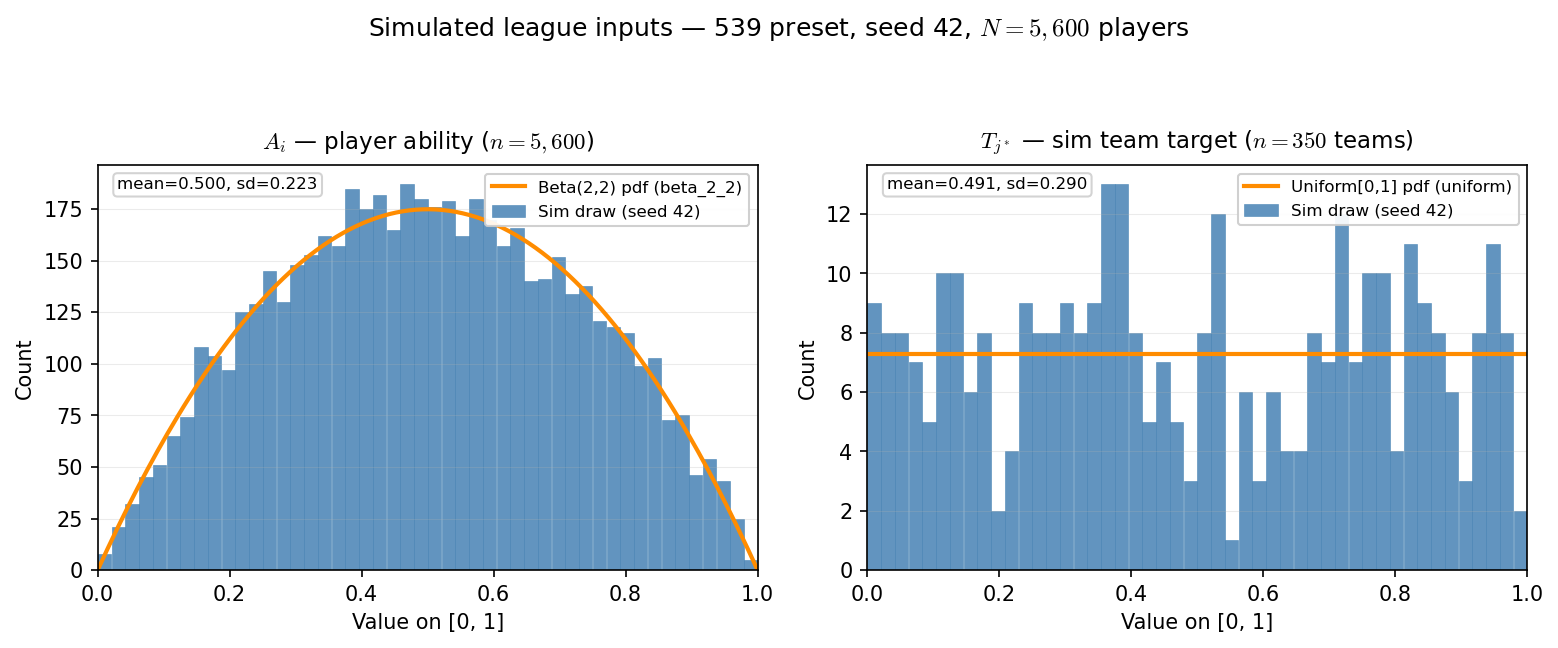 Simulated league inputs — 539 preset, seed 42, N = 5, 600 players
A_i — player ability (n = 5, 600)
mean=0.500, sd=0.223
Beta(2,2) pdf (beta_2_2)
Sim draw (seed 42)
Count
175
150
125
100
75
50
25
0
0.0 0.2 0.4 0.6 0.8 1.0
Value on [0, 1]
T_{j*} — sim team target (n = 350 teams)
mean=0.491, sd=0.290
Uniform[0,1] pdf (uniform)
Sim draw (seed 42)
Count
12
10
8
6
4
2
0
0.0 0.2 0.4 0.6 0.8 1.0
Value on [0, 1]